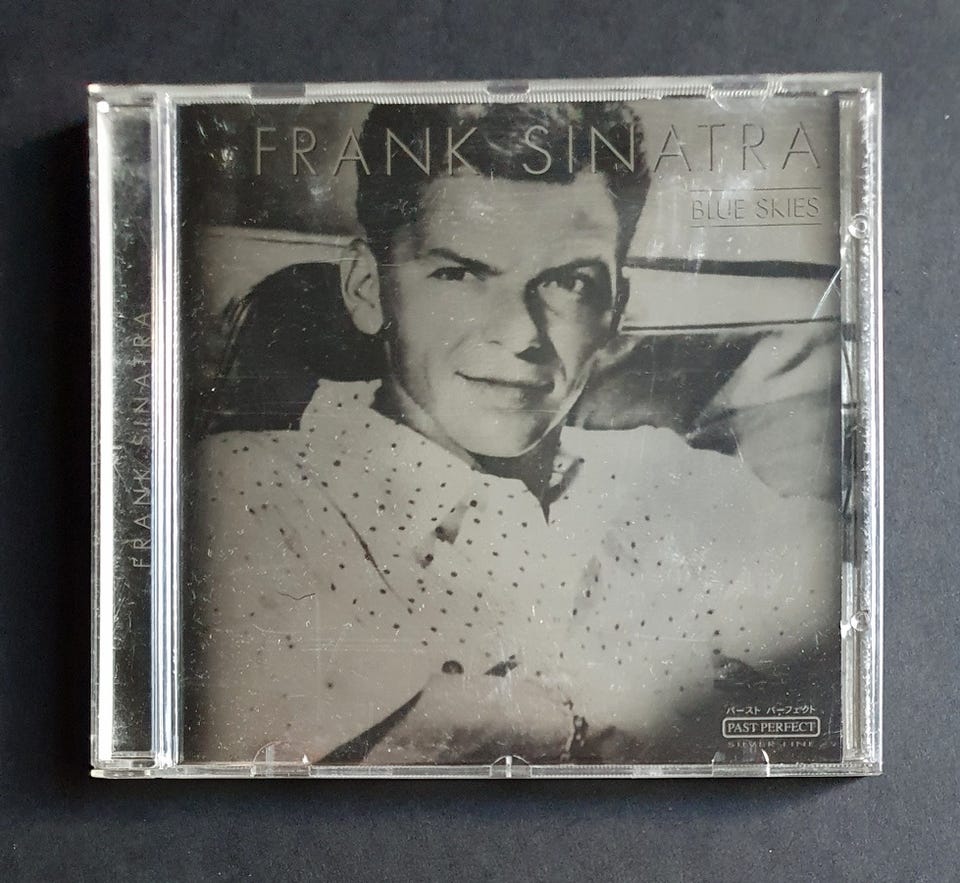 FRANK SINATRA
BLUE SKIES
FRANK SINATRA
パースト パーフェクト
PAST PERFECT
SILVER LINE